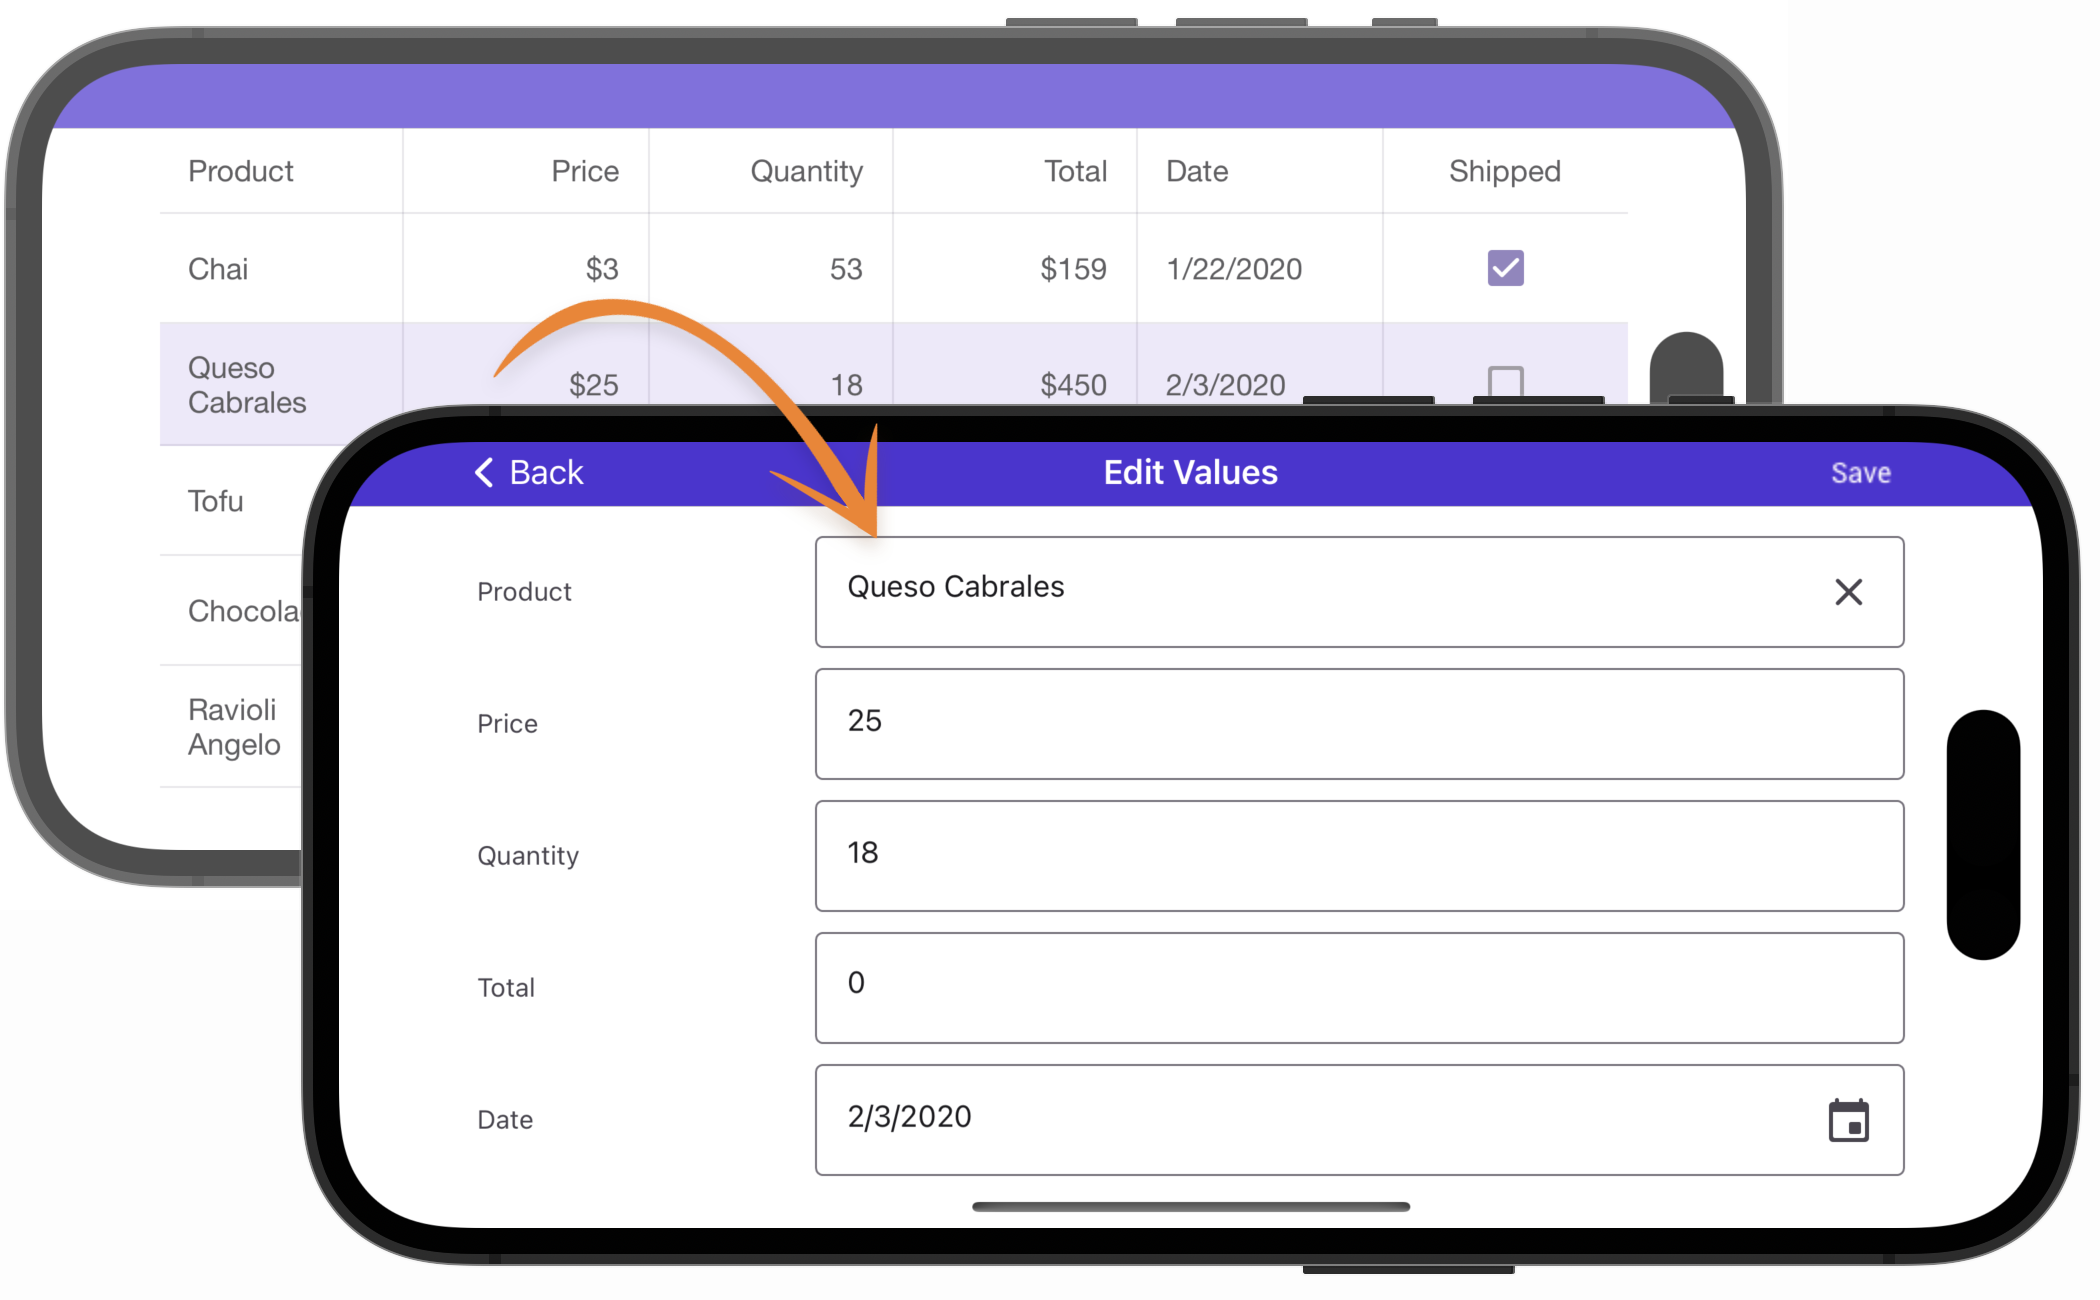 Product Price Quantity Total Date Shipped
Chai $3 53 $159 1/22/2020
Queso
Cabrales $25 18 $450 2/3/2020
Tofu
Chocola
Ravioli
Angelo
Back Edit Values Save
Product Queso Cabrales
Price 25
Quantity 18
Total 0
Date 2/3/2020